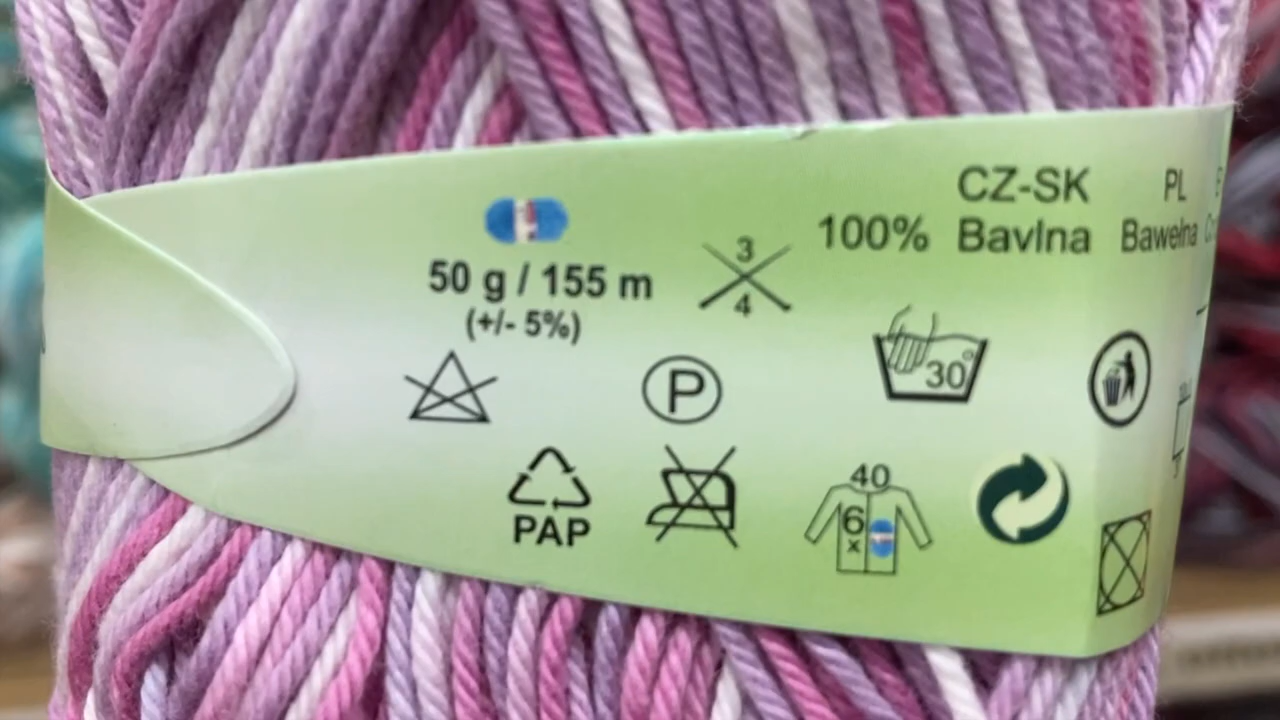 CZ-SK PL
100% Bavlna Bawełna
50 g / 155 m
(+/- 5%)
3
4
P
30°
PAP
40
6
x